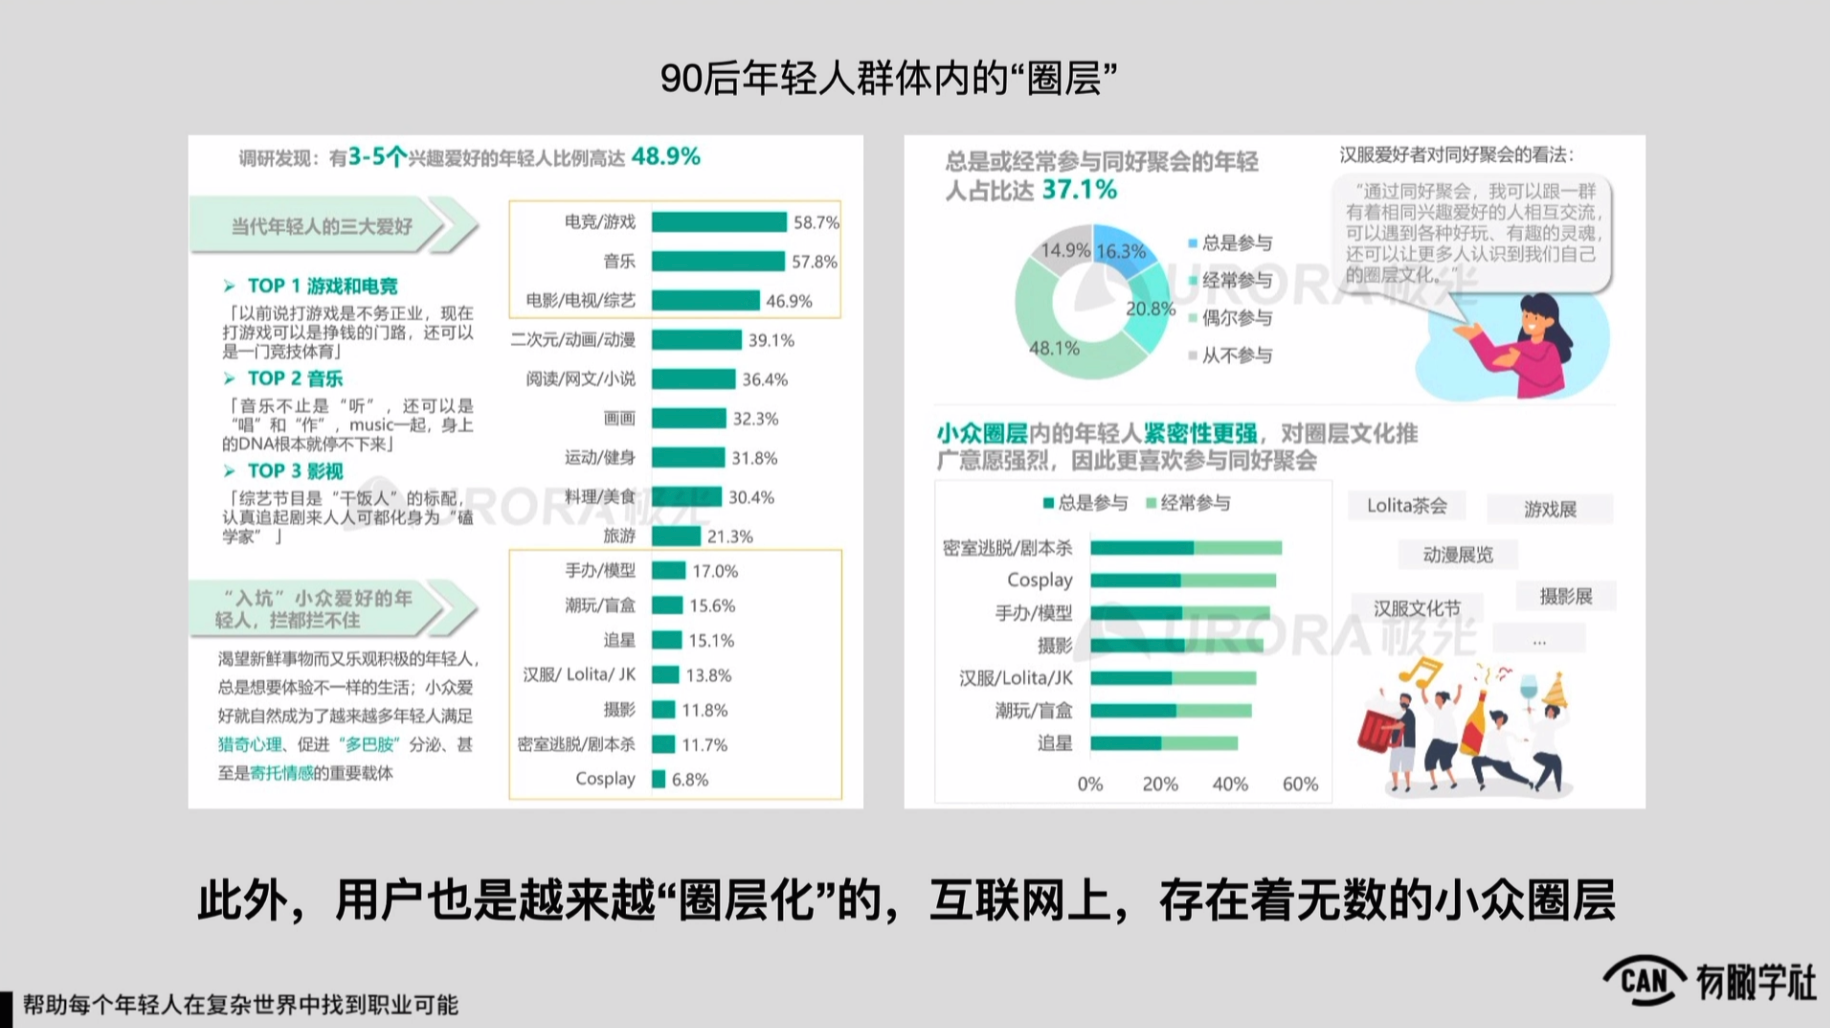 90后年轻人群体内的“圈层”
调研发现：有3-5个兴趣爱好的年轻人比例高达 48.9%
当代年轻人的三大爱好
TOP 1 游戏和电竞
「以前说打游戏是不务正业，现在
打游戏可以是挣钱的门路，还可以
是一门竞技体育」
TOP 2 音乐
「音乐不止是“听”，还可以是
“唱”和“作”，music一起，身上
的DNA根本就停不下来」
TOP 3 影视
「综艺节目是“干饭人”的标配，
认真追起剧来人人可都化身为“磕
学家”」
“入坑”小众爱好的年
轻人，拦都拦不住
渴望新鲜事物而又乐观积极的年轻人，
总是想要体验不一样的生活；小众爱
好就自然成为了越来越多年轻人满足
猎奇心理、促进“多巴胺”分泌、甚
至是寄托情感的重要载体
电竞/游戏 58.7%
音乐 57.8%
电影/电视/综艺 46.9%
二次元/动画/动漫 39.1%
阅读/网文/小说 36.4%
画画 32.3%
运动/健身 31.8%
料理/美食 30.4%
旅游 21.3%
手办/模型 17.0%
潮玩/盲盒 15.6%
追星 15.1%
汉服/ Lolita/ JK 13.8%
摄影 11.8%
密室逃脱/剧本杀 11.7%
Cosplay 6.8%
URORA极光
总是或经常参与同好聚会的年轻
人占比达 37.1%
14.9%
16.3%
20.8%
48.1%
总是参与
经常参与
偶尔参与
从不参与
汉服爱好者对同好聚会的看法：
“通过同好聚会，我可以跟一群
有着相同兴趣爱好的人相互交流，
可以遇到各种好玩、有趣的灵魂，
还可以让更多人认识到我们自己
的圈层文化。”
URORA极光
小众圈层内的年轻人紧密性更强，对圈层文化推
广意愿强烈，因此更喜欢参与同好聚会
总是参与 经常参与
密室逃脱/剧本杀
Cosplay
手办/模型
摄影
汉服/Lolita/JK
潮玩/盲盒
追星
0% 20% 40% 60%
URORA极光
Lolita茶会
游戏展
动漫展览
摄影展
汉服文化节
...
此外，用户也是越来越“圈层化”的，互联网上，存在着无数的小众圈层
帮助每个年轻人在复杂世界中找到职业可能
CAN 有瞰学社